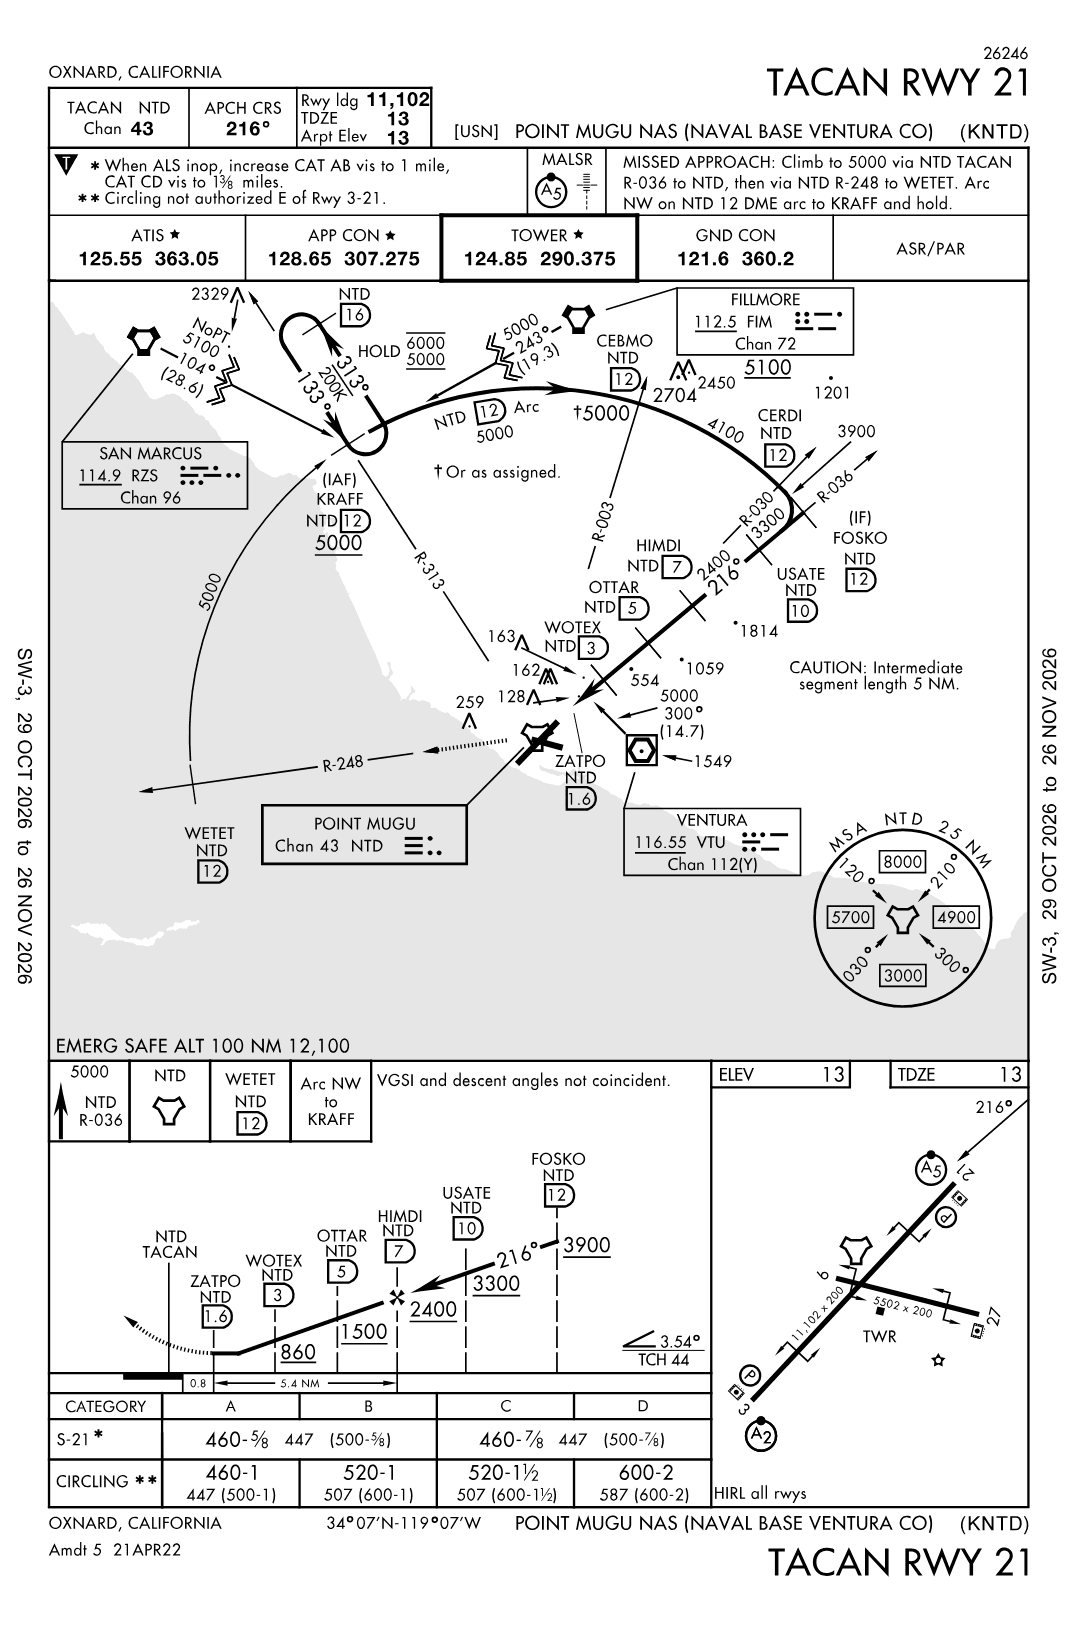 26246
OXNARD, CALIFORNIA
TACAN RWY 21
TACAN NTD
Chan 43
APCH CRS
216°
Rwy ldg 11,102
TDZE 13
Arpt Elev 13
[USN] POINT MUGU NAS (NAVAL BASE VENTURA CO) (KNTD)
T
* When ALS inop, increase CAT AB vis to 1 mile,
CAT CD vis to 1⅜ miles.
** Circling not authorized E of Rwy 3-21.
MALSR
A5
MISSED APPROACH: Climb to 5000 via NTD TACAN
R-036 to NTD, then via NTD R-248 to WETET. Arc
NW on NTD 12 DME arc to KRAFF and hold.
ATIS ★
125.55 363.05
APP CON ★
128.65 307.275
TOWER ★
124.85 290.375
GND CON
121.6 360.2
ASR/PAR
2329
NoPT
5100
104°
(28.6)
NTD
16
HOLD 6000
5000
313°
200K
133°
5000
243°
(19.3)
FILLMORE
112.5 FIM
Chan 72
5100
CEBMO
NTD
12
2704
2450
1201
NTD 12 Arc
5000
†5000
4100
CERDI
NTD
12
3900
† Or as assigned.
SAN MARCUS
114.9 RZS
Chan 96
(IAF)
KRAFF
NTD 12
5000
R-313
R-003
R-030
R-036
3300
2400
216°
(IF)
FOSKO
NTD
12
HIMDI
NTD 7
USATE
NTD
10
OTTAR
NTD 5
WOTEX
NTD 3
1814
5000
163
162
128
259
554
1059
CAUTION: Intermediate
segment length 5 NM.
5000
300°
(14.7)
1549
ZATPO
NTD
1.6
R-248
WETET
NTD
12
POINT MUGU
Chan 43 NTD
VENTURA
116.55 VTU
Chan 112(Y)
MSA NTD 25 NM
120°
8000
210°
5700
4900
030°
3000
300°
EMERG SAFE ALT 100 NM 12,100
SW-3, 29 OCT 2026 to 26 NOV 2026
SW-3, 29 OCT 2026 to 26 NOV 2026
5000
NTD
R-036
NTD
WETET
NTD
12
Arc NW
to
KRAFF
VGSI and descent angles not coincident.
NTD
TACAN
ZATPO
NTD
1.6
WOTEX
NTD
3
OTTAR
NTD
5
HIMDI
NTD
7
USATE
NTD
10
FOSKO
NTD
12
216°
3900
3300
2400
1500
860
3.54°
TCH 44
0.8
5.4 NM
ELEV 13
TDZE 13
216°
A5
21
P
9
11,102 x 200
5502 x 200
27
TWR
P
3
A2
HIRL all rwys
CATEGORY A B C D
S-21* 460-⅝ 447 (500-⅝) 460-⅞ 447 (500-⅞)
CIRCLING ** 460-1 520-1 520-1½ 600-2
447 (500-1) 507 (600-1) 507 (600-1½) 587 (600-2)
OXNARD, CALIFORNIA
34°07'N-119°07'W
POINT MUGU NAS (NAVAL BASE VENTURA CO) (KNTD)
Amdt 5 21APR22
TACAN RWY 21